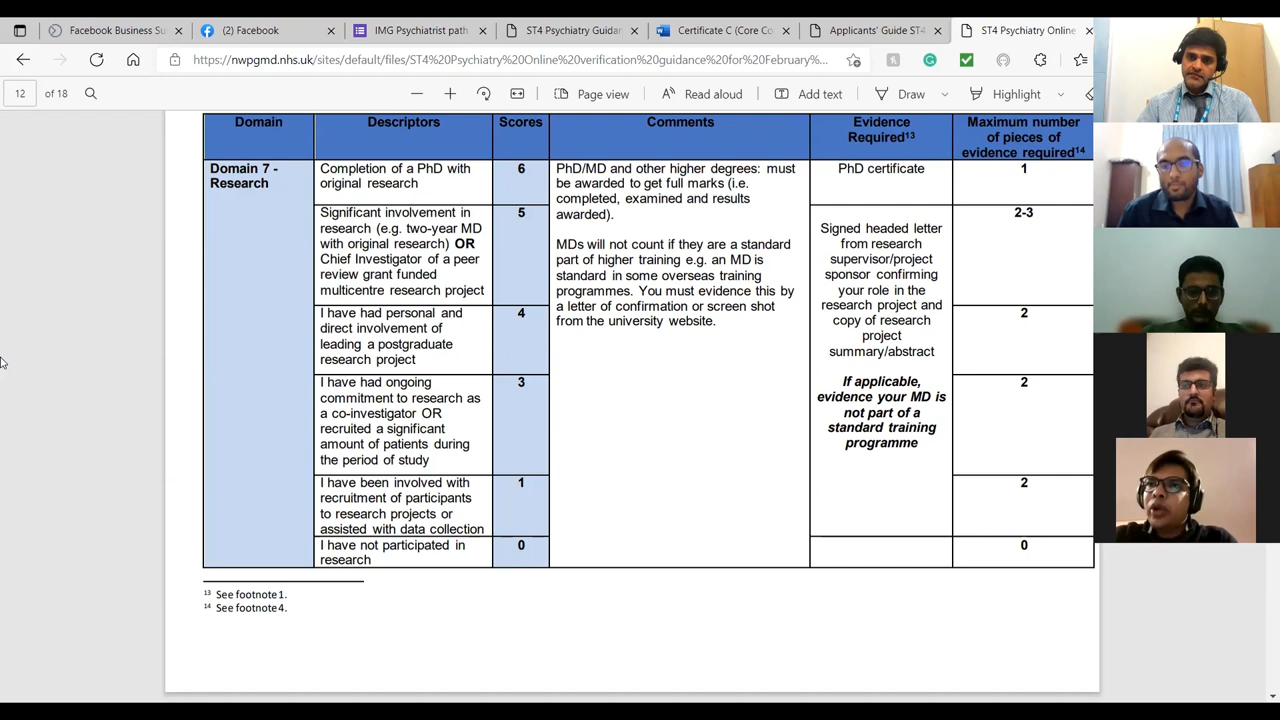 Facebook Business Su
(2) Facebook
IMG Psychiatrist path
ST4 Psychiatry Guidan
Certificate C (Core Co
Applicants' Guide ST4
ST4 Psychiatry Online
https://nwpgmd.nhs.uk/sites/default/files/ST4%20Psychiatry%20Online%20verification%20guidance%20for%20February%...
12 of 18
Page view
Read aloud
Add text
Draw
Highlight
Domain
Descriptors
Scores
Comments
Evidence
Required13
Maximum number
of pieces of
evidence required14
Domain 7 -
Research
Completion of a PhD with
original research
6
PhD/MD and other higher degrees: must
be awarded to get full marks (i.e.
completed, examined and results
awarded).
MDs will not count if they are a standard
part of higher training e.g. an MD is
standard in some overseas training
programmes. You must evidence this by
a letter of confirmation or screen shot
from the university website.
PhD certificate
1
Significant involvement in
research (e.g. two-year MD
with original research) OR
Chief Investigator of a peer
review grant funded
multicentre research project
5
Signed headed letter
from research
supervisor/project
sponsor confirming
your role in the
research project and
copy of research
project
summary/abstract
If applicable,
evidence your MD is
not part of a
standard training
programme
2-3
I have had personal and
direct involvement of
leading a postgraduate
research project
4
2
I have had ongoing
commitment to research as
a co-investigator OR
recruited a significant
amount of patients during
the period of study
3
2
I have been involved with
recruitment of participants
to research projects or
assisted with data collection
1
2
I have not participated in
research
0
0
13 See footnote 1.
14 See footnote 4.